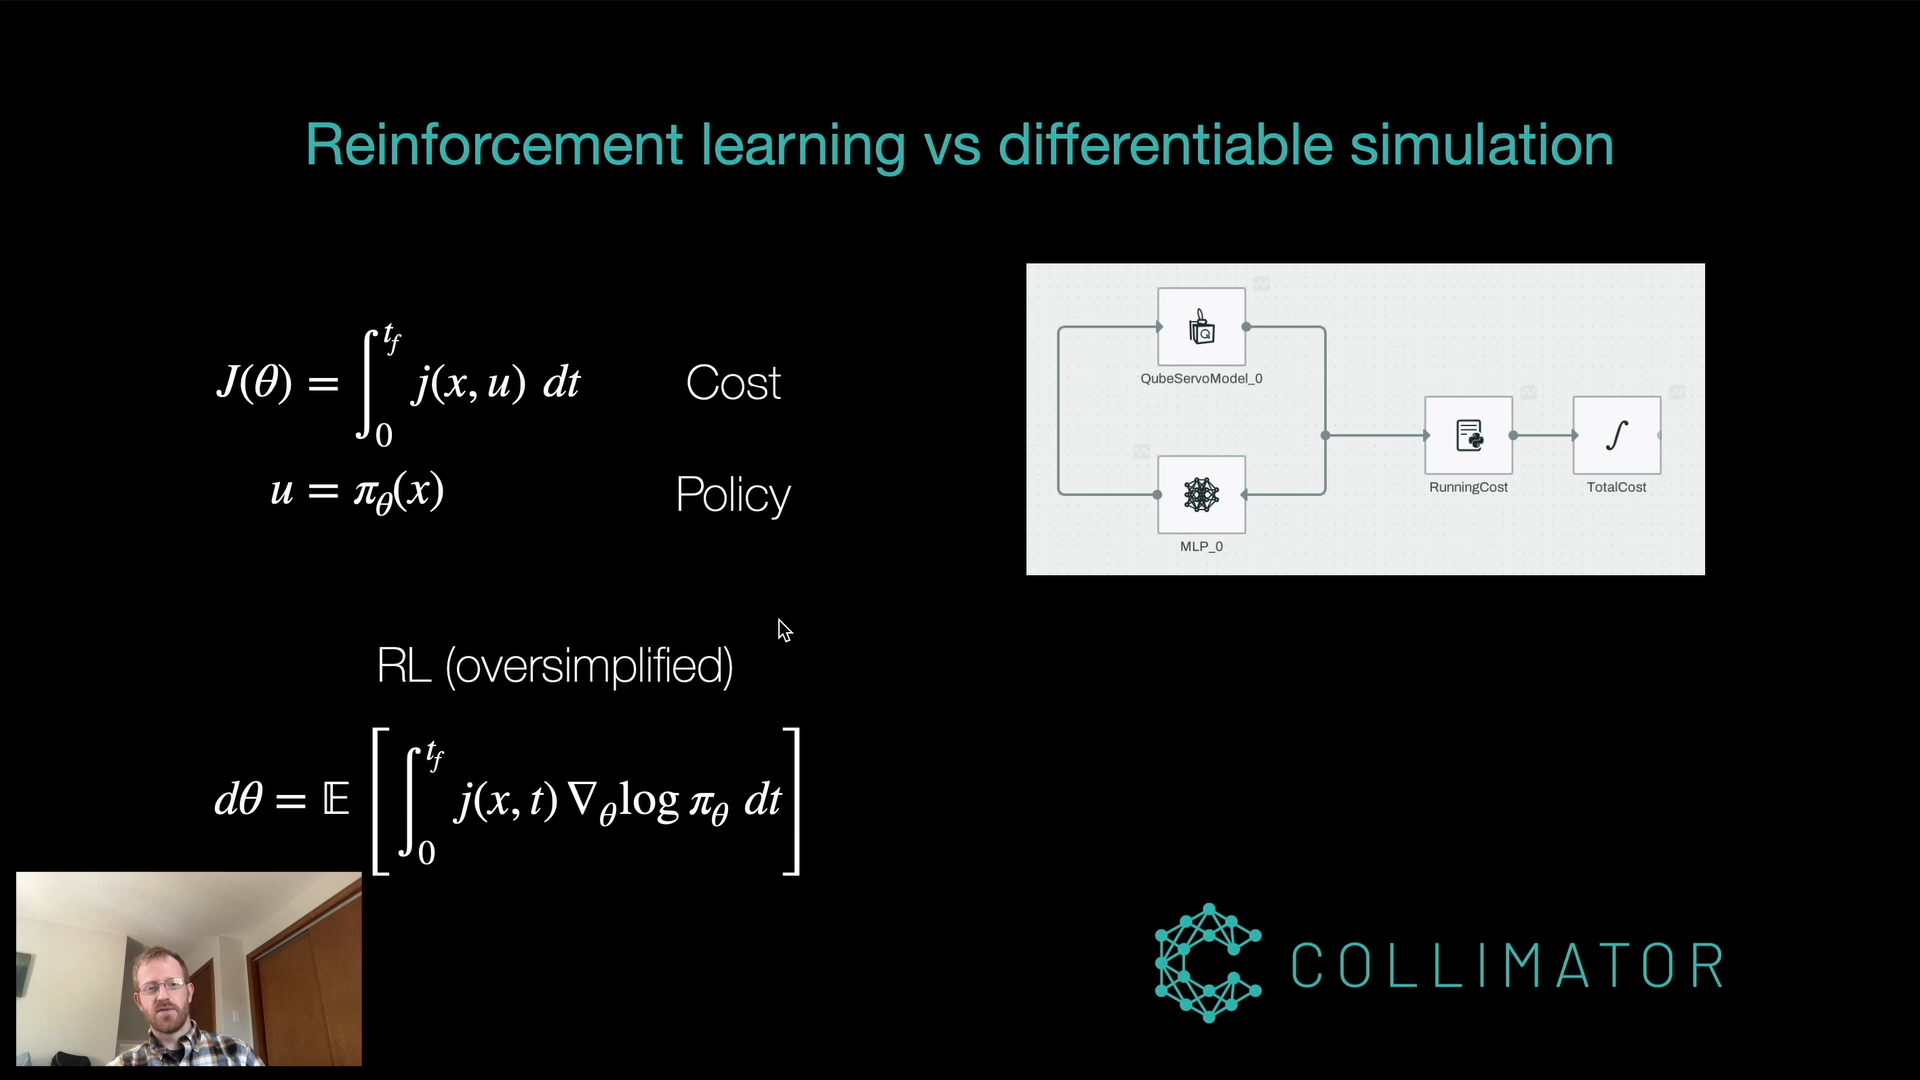 Reinforcement learning vs differentiable simulation
J(θ) = ∫₀^{t_f} j(x, u) dt Cost
u = π_θ(x) Policy
RL (oversimplified)
dθ = 𝔼 [∫₀^{t_f} j(x, t) ∇_θ log π_θ dt]
Q
QubeServoModel_0
MLP_0
RunningCost
∫
TotalCost
COLLIMATOR